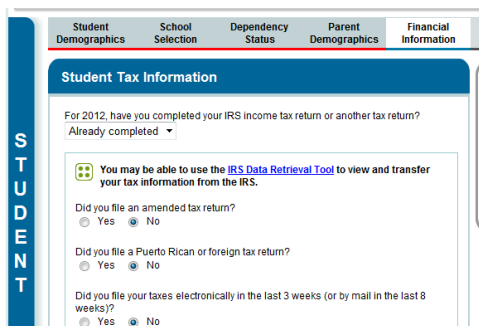 Student Demographics
School Selection
Dependency Status
Parent Demographics
Financial Information
STUDENT
Student Tax Information
For 2012, have you completed your IRS income tax return or another tax return?
Already completed
You may be able to use the IRS Data Retrieval Tool to view and transfer
your tax information from the IRS.
Did you file an amended tax return?
Yes No
Did you file a Puerto Rican or foreign tax return?
Yes No
Did you file your taxes electronically in the last 3 weeks (or by mail in the last 8
weeks)?
Yes No